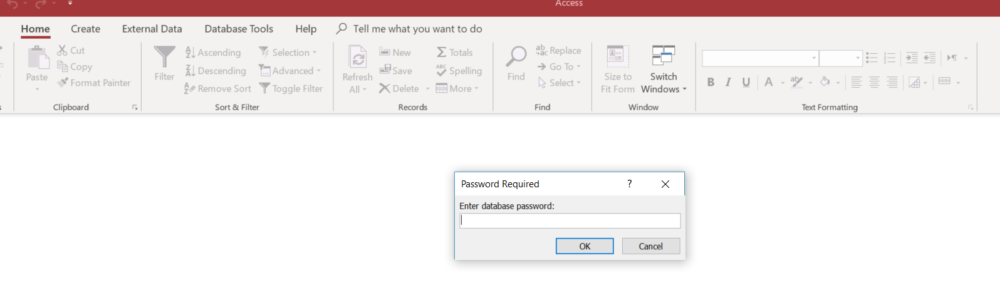 Access
Home Create External Data Database Tools Help Tell me what you want to do
Paste Cut Copy Format Painter
Clipboard
Filter Ascending Descending Remove Sort Selection Advanced Toggle Filter
Sort & Filter
Refresh All New Save Delete Totals Spelling More
Records
Find Replace Go To Select
Find
Size to Fit Form Switch Windows
Window
B I U A
Text Formatting
Password Required ?
Enter database password:
OK Cancel